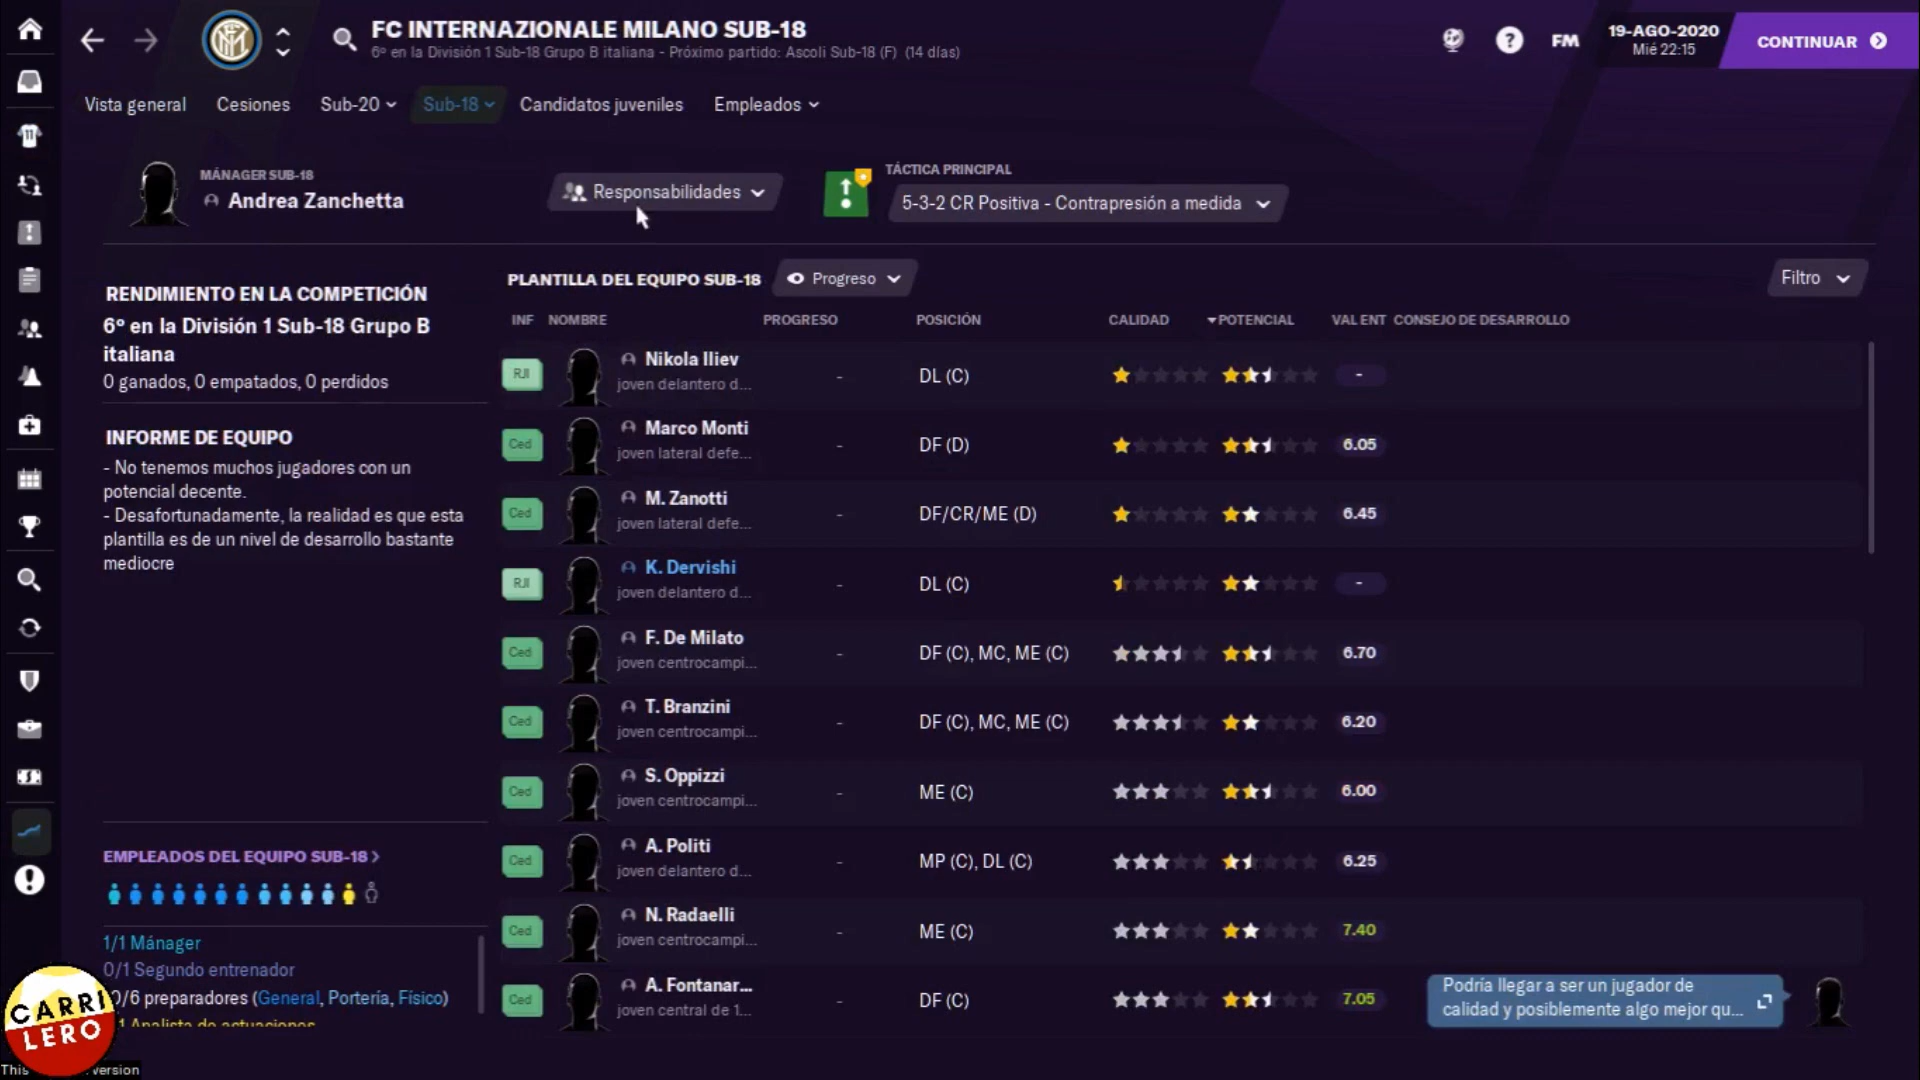 FC INTERNAZIONALE MILANO SUB-18
6º en la División 1 Sub-18 Grupo B italiana - Próximo partido: Ascoli Sub-18 (F) (14 días)
FM
19-AGO-2020
Mié 22:15
CONTINUAR
Vista general
Cesiones
Sub-20
Sub-18
Candidatos juveniles
Empleados
MÁNAGER SUB-18
Andrea Zanchetta
Responsabilidades
TÁCTICA PRINCIPAL
5-3-2 CR Positiva - Contrapresión a medida
RENDIMIENTO EN LA COMPETICIÓN
6º en la División 1 Sub-18 Grupo B
italiana
0 ganados, 0 empatados, 0 perdidos
INFORME DE EQUIPO
- No tenemos muchos jugadores con un
potencial decente.
- Desafortunadamente, la realidad es que esta
plantilla es de un nivel de desarrollo bastante
mediocre
EMPLEADOS DEL EQUIPO SUB-18
1/1 Mánager
0/1 Segundo entrenador
0/6 preparadores (General, Portería, Físico)
1 Analista de actuaciones
PLANTILLA DEL EQUIPO SUB-18
Progreso
Filtro
INF NOMBRE PROGRESO POSICIÓN CALIDAD POTENCIAL VAL ENT CONSEJO DE DESARROLLO
RJI Nikola Iliev - DL (C) -
joven delantero d...
Ced Marco Monti - DF (D) 6.05
joven lateral defe...
Ced M. Zanotti - DF/CR/ME (D) 6.45
joven lateral defe...
RJI K. Dervishi - DL (C) -
joven delantero d...
Ced F. De Milato - DF (C), MC, ME (C) 6.70
joven centrocampi...
Ced T. Branzini - DF (C), MC, ME (C) 6.20
joven centrocampi...
Ced S. Oppizzi - ME (C) 6.00
joven centrocampi...
Ced A. Politi - MP (C), DL (C) 6.25
joven delantero d...
Ced N. Radaelli - ME (C) 7.40
joven centrocampi...
Ced A. Fontanar... - DF (C) 7.05
joven central de 1...
Podría llegar a ser un jugador de
calidad y posiblemente algo mejor qu...
CARRI
LERO
This version